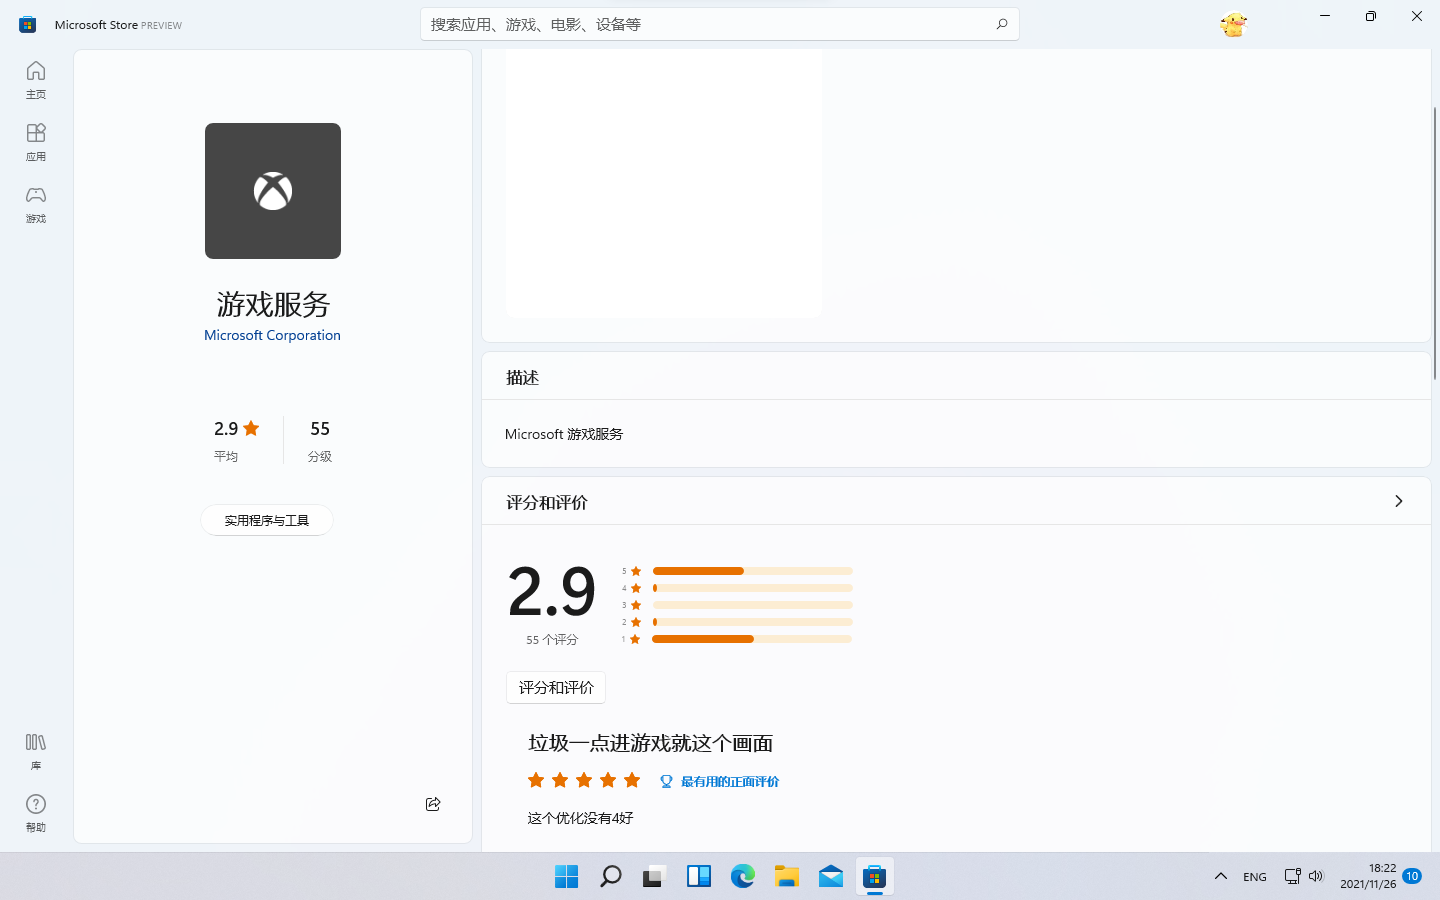 Microsoft Store PREVIEW
搜索应用、游戏、电影、设备等
主页
应用
游戏
库
帮助
游戏服务
Microsoft Corporation
2.9
平均
55
分级
实用程序与工具
描述
Microsoft 游戏服务
评分和评价
2.9
55 个评分
5
4
3
2
1
评分和评价
垃圾一点进游戏就这个画面
最有用的正面评价
这个优化没有4好
ENG
18:22
2021/11/26
10